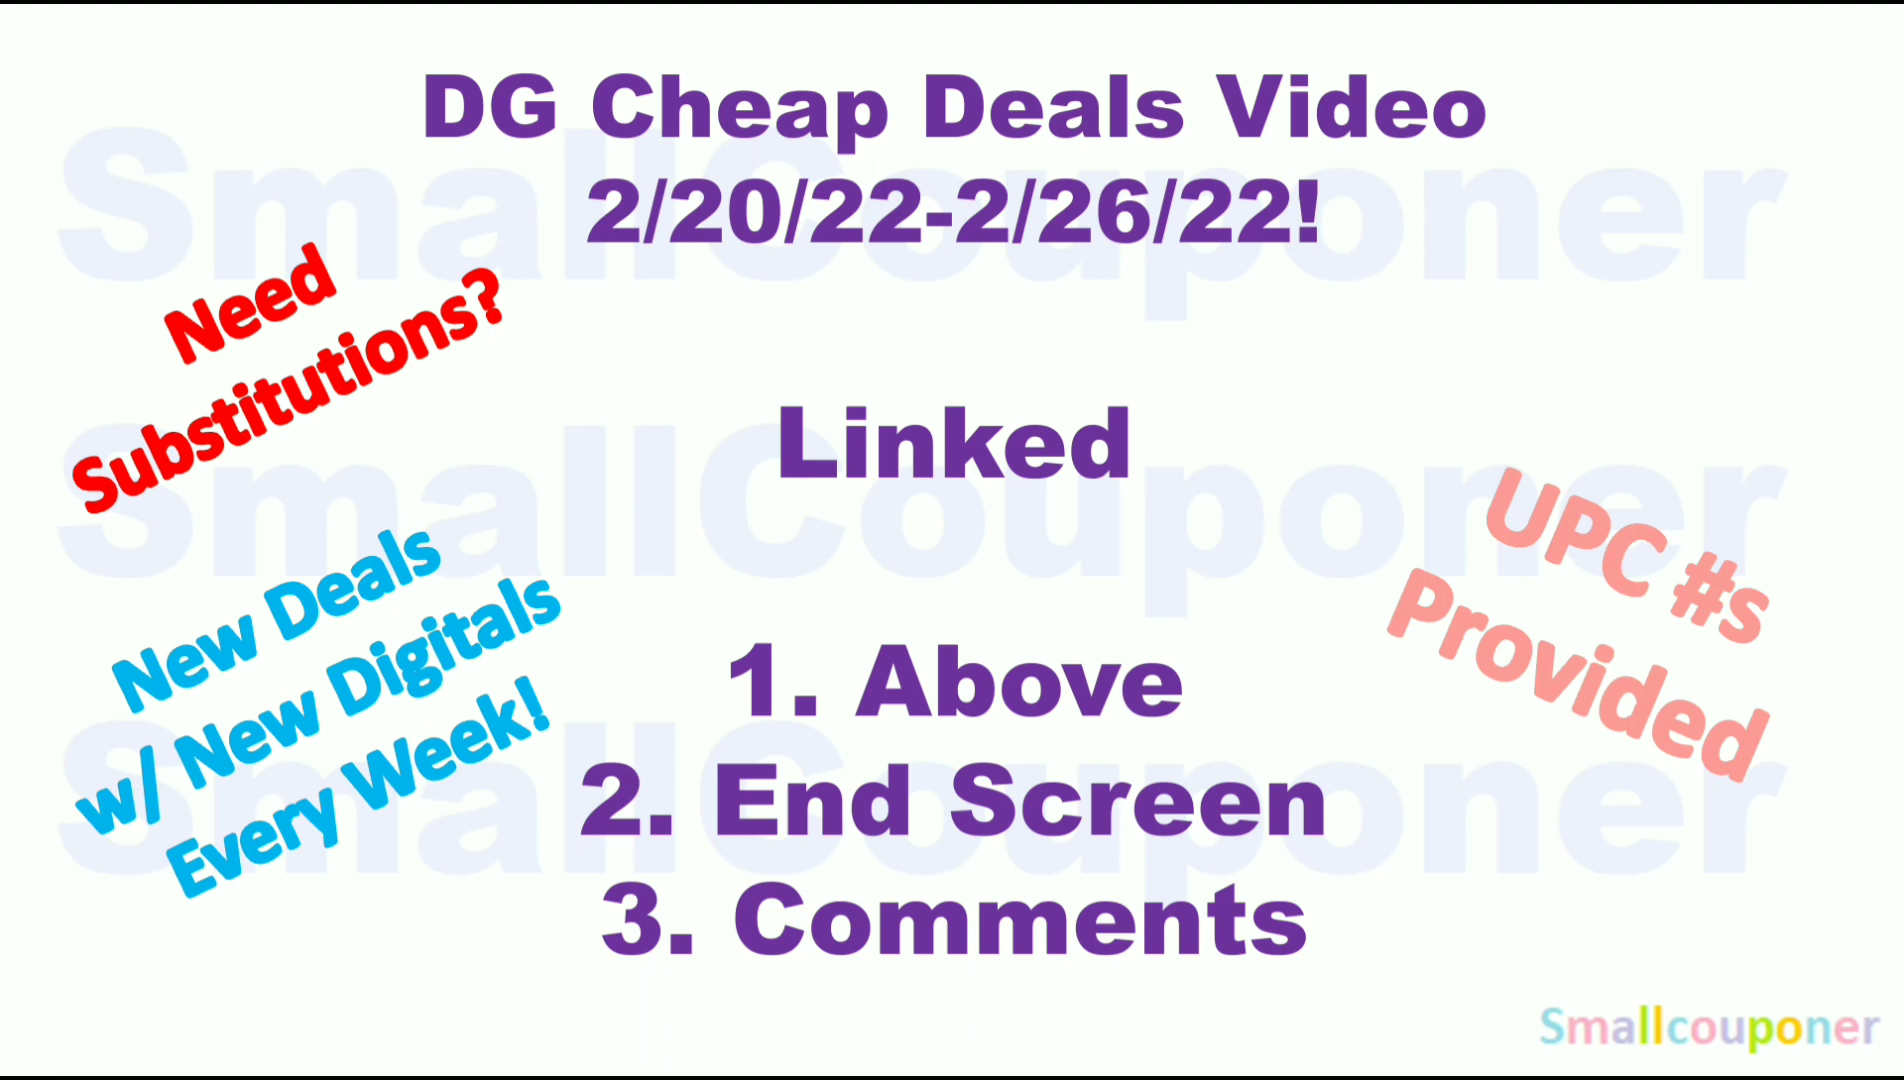 DG Cheap Deals Video
2/20/22-2/26/22!
Need
Substitutions?
Linked
New Deals
w/ New Digitals
Every Week!
UPC #s
Provided
1. Above
2. End Screen
3. Comments
SmallCouponer
SmallCouponer
SmallCouponer
Smallcouponer